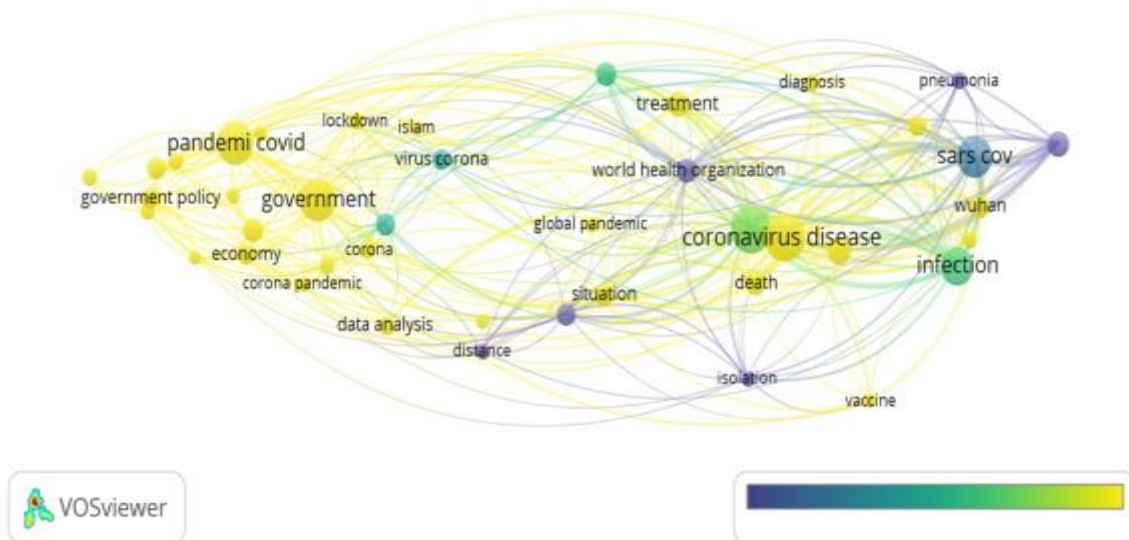 diagnosis
pneumonia
treatment
lockdown
islam
pandemi covid
virus corona
sars cov
world health organization
government policy
government
wuhan
global pandemic
coronavirus disease
economy
corona
infection
corona pandemic
death
situation
data analysis
distance
isolation
vaccine
VOSviewer